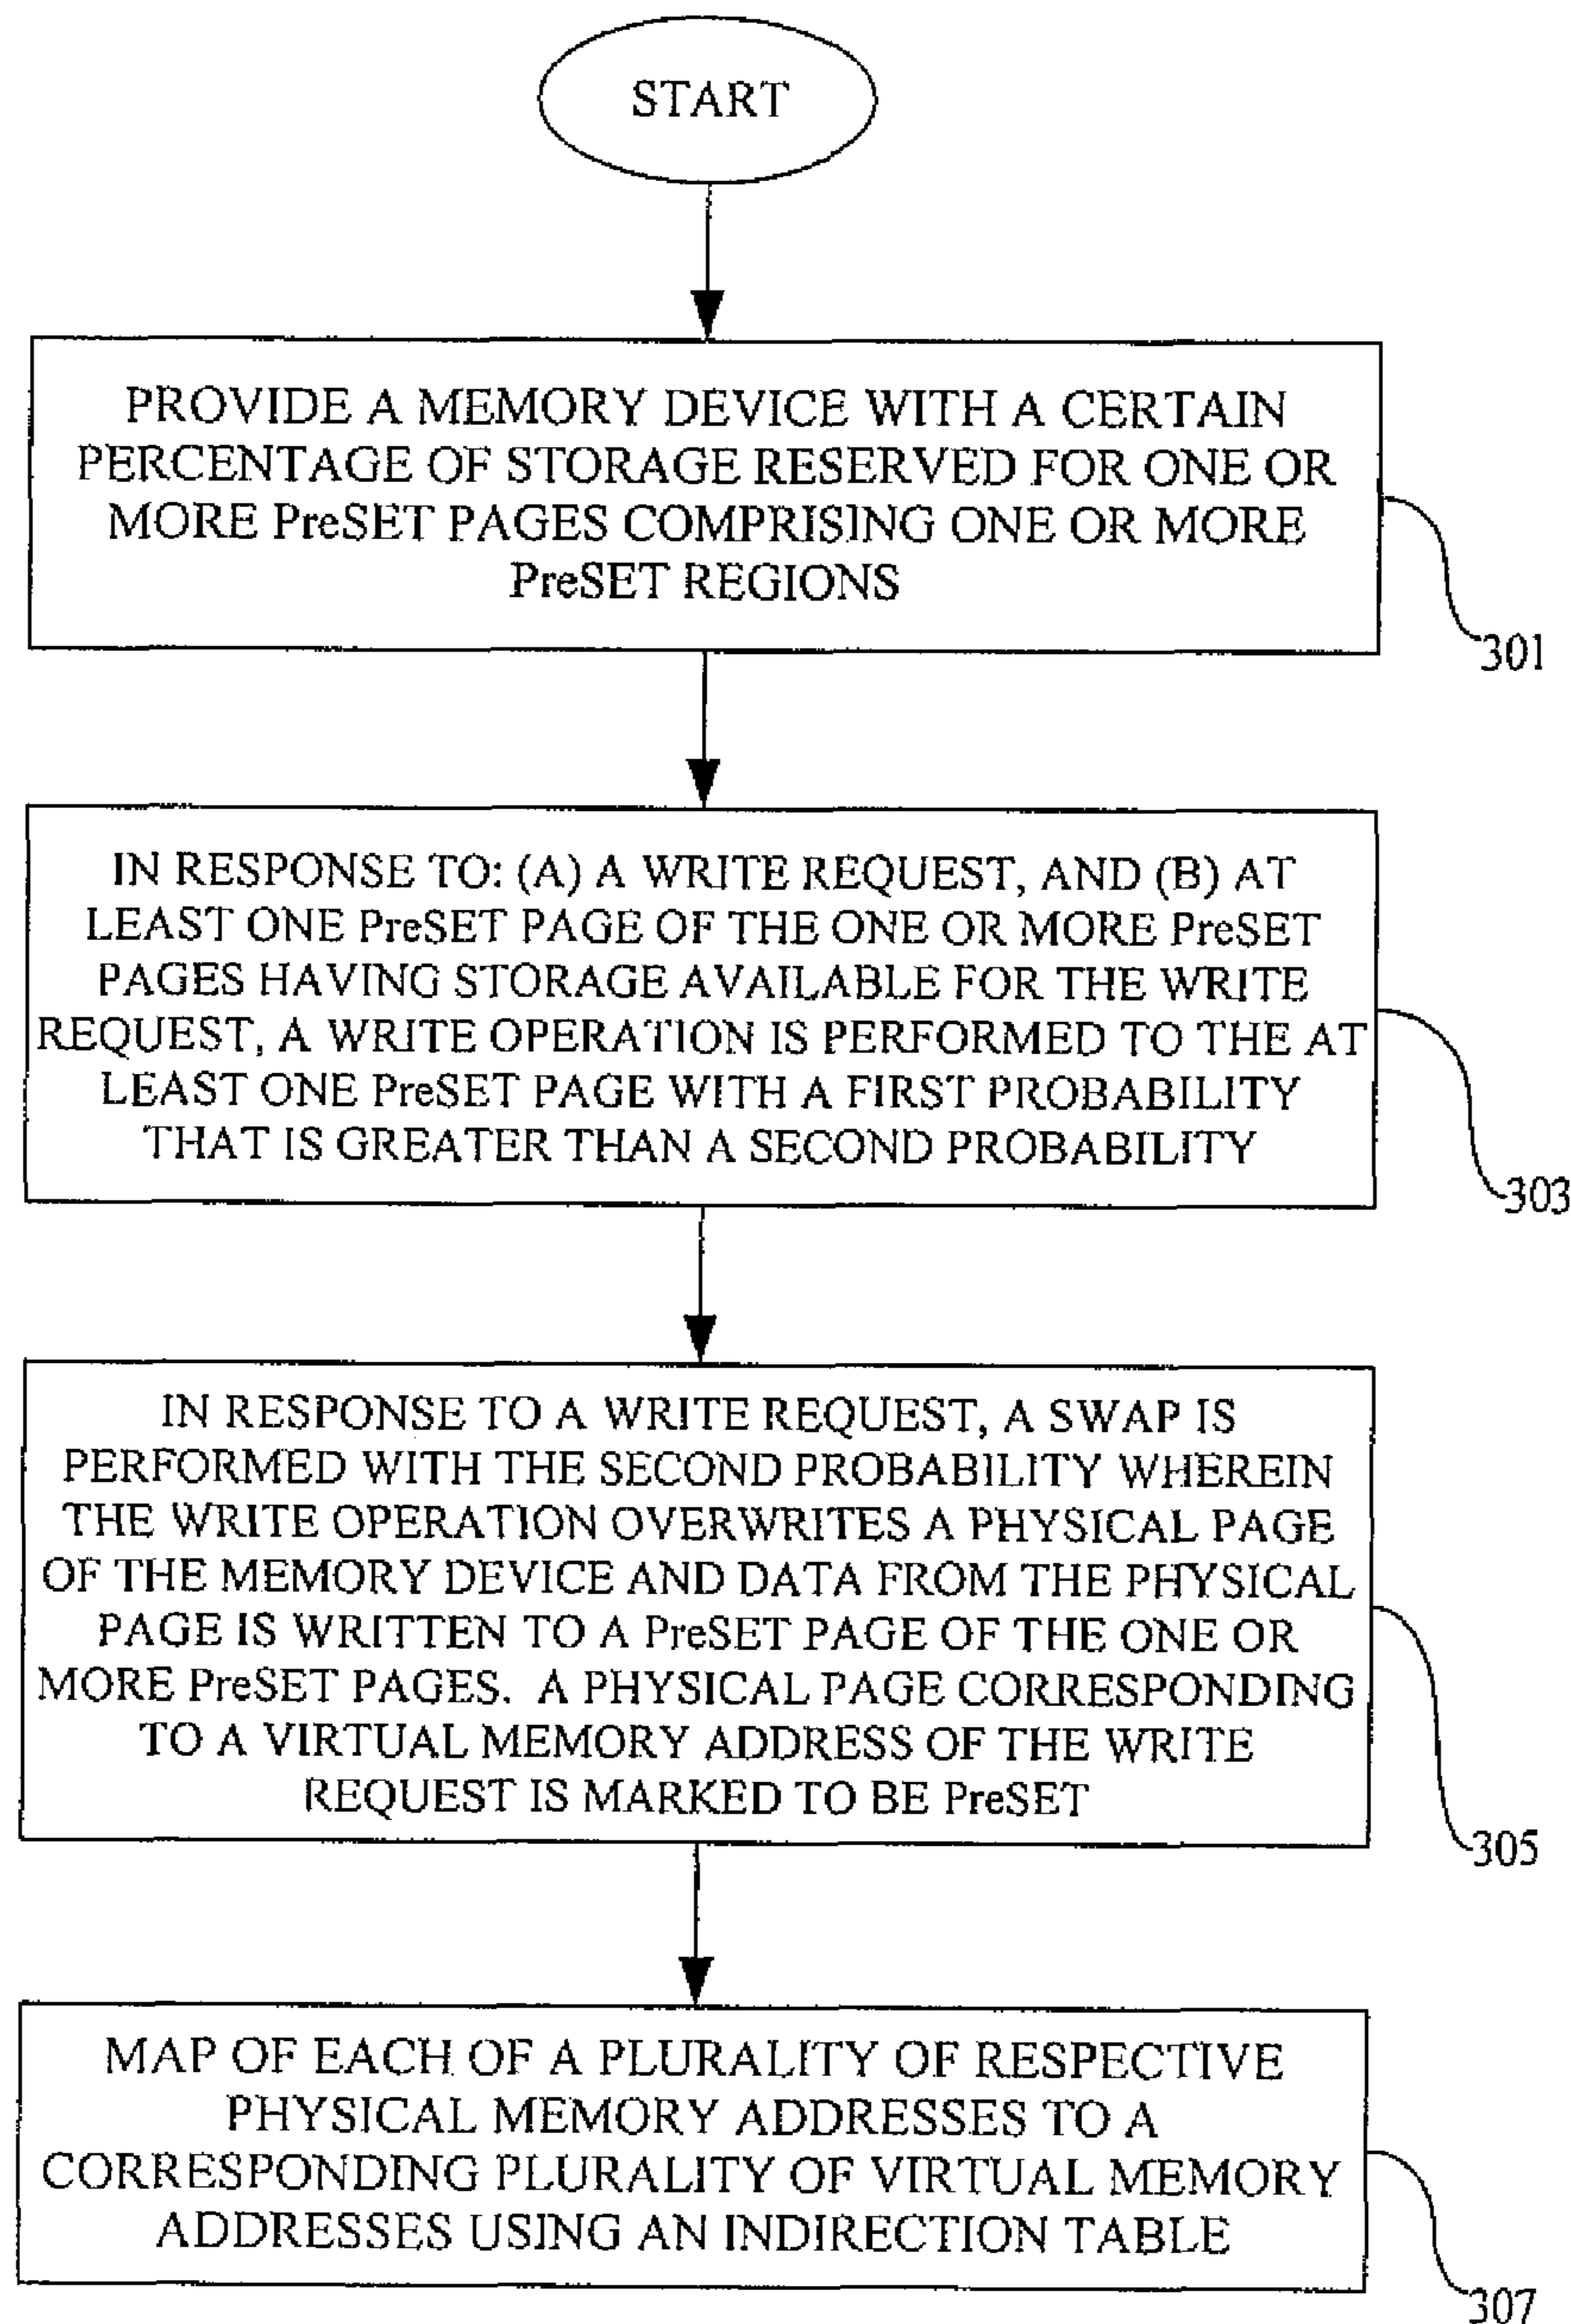 START
PROVIDE A MEMORY DEVICE WITH A CERTAIN
PERCENTAGE OF STORAGE RESERVED FOR ONE OR
MORE PreSET PAGES COMPRISING ONE OR MORE
PreSET REGIONS
301
IN RESPONSE TO: (A) A WRITE REQUEST, AND (B) AT
LEAST ONE PreSET PAGE OF THE ONE OR MORE PreSET
PAGES HAVING STORAGE AVAILABLE FOR THE WRITE
REQUEST, A WRITE OPERATION IS PERFORMED TO THE AT
LEAST ONE PreSET PAGE WITH A FIRST PROBABILITY
THAT IS GREATER THAN A SECOND PROBABILITY
303
IN RESPONSE TO A WRITE REQUEST, A SWAP IS
PERFORMED WITH THE SECOND PROBABILITY WHEREIN
THE WRITE OPERATION OVERWRITES A PHYSICAL PAGE
OF THE MEMORY DEVICE AND DATA FROM THE PHYSICAL
PAGE IS WRITTEN TO A PreSET PAGE OF THE ONE OR
MORE PreSET PAGES. A PHYSICAL PAGE CORRESPONDING
TO A VIRTUAL MEMORY ADDRESS OF THE WRITE
REQUEST IS MARKED TO BE PreSET
305
MAP OF EACH OF A PLURALITY OF RESPECTIVE
PHYSICAL MEMORY ADDRESSES TO A
CORRESPONDING PLURALITY OF VIRTUAL MEMORY
ADDRESSES USING AN INDIRECTION TABLE
307